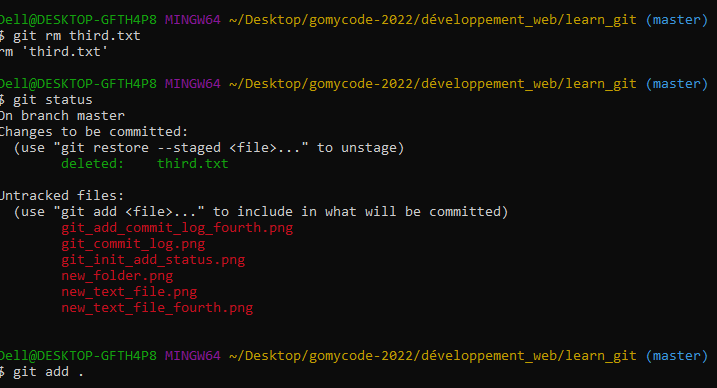 Dell@DESKTOP-GFTH4P8 MINGW64 ~/Desktop/gomycode-2022/développement_web/learn_git (master)
$ git rm third.txt
rm 'third.txt'
Dell@DESKTOP-GFTH4P8 MINGW64 ~/Desktop/gomycode-2022/développement_web/learn_git (master)
$ git status
On branch master
Changes to be committed:
  (use "git restore --staged <file>..." to unstage)
        deleted:    third.txt
Untracked files:
  (use "git add <file>..." to include in what will be committed)
        git_add_commit_log_fourth.png
        git_commit_log.png
        git_init_add_status.png
        new_folder.png
        new_text_file.png
        new_text_file_fourth.png
Dell@DESKTOP-GFTH4P8 MINGW64 ~/Desktop/gomycode-2022/développement_web/learn_git (master)
$ git add .